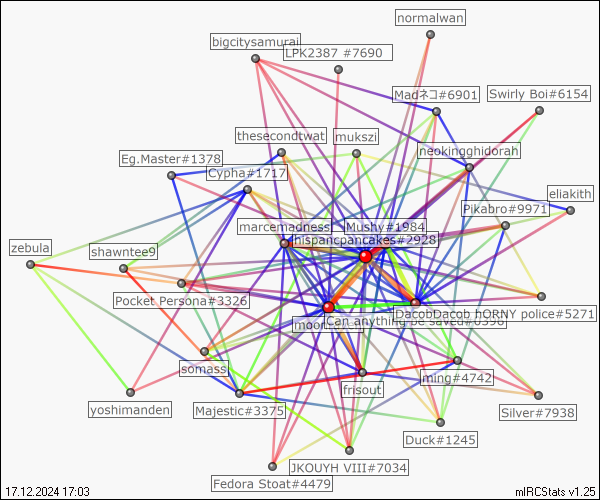 normalwan
bigcitysamurai
LPK2387 #7690
Madネコ#6901
Swirly Boi#6154
thesecondtwat
mukszi
neokingghidorah
Eg.Master#1378
Cypha#1717
eliakith
Pikabro#9971
marcemadness
Mushy#1984
hispancpancakes#2928
zebula
shawntee9
Pocket Persona#3326
DacobDacob hORNY police#5271
Can anything be saved
somass
frisout
ming#4742
yoshimanden
Majestic#3375
Silver#7938
Duck#1245
JKOUYH VIII#7034
Fedora Stoat#4479
17.12.2024 17:03
mIRCStats v1.25